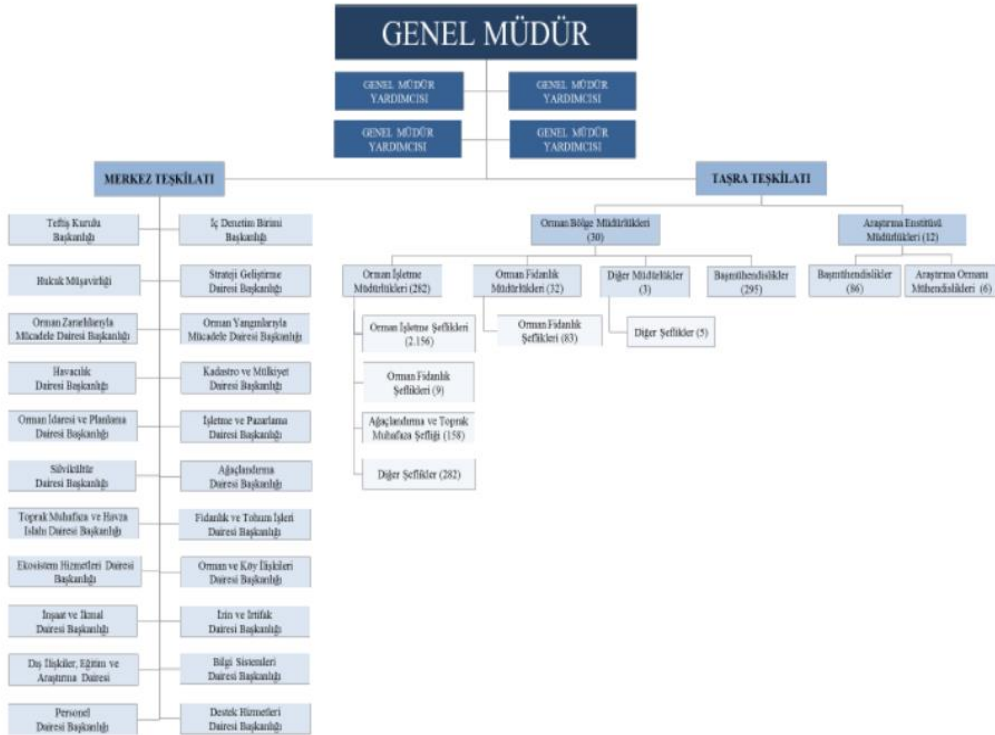 GENEL MÜDÜR
GENEL MÜDÜR
YARDIMCISI
GENEL MÜDÜR
YARDIMCISI
GENEL MÜDÜR
YARDIMCISI
GENEL MÜDÜR
YARDIMCISI
MERKEZ TEŞKİLATI
Teftiş Kurulu
Başkanlığı
İç Denetim Birimi
Başkanlığı
Hukuk Müşavirliği
Strateji Geliştirme
Dairesi Başkanlığı
Orman Zararlılarıyla
Mücadele Dairesi Başkanlığı
Orman Yangınlarıyla
Mücadele Dairesi Başkanlığı
Havacılık
Dairesi Başkanlığı
Kadastro ve Mülkiyet
Dairesi Başkanlığı
Orman İdaresi ve Planlama
Dairesi Başkanlığı
İşletme ve Pazarlama
Dairesi Başkanlığı
Silvikültür
Dairesi Başkanlığı
Ağaçlandırma
Dairesi Başkanlığı
Toprak Muhafaza ve Havza
Islahı Dairesi Başkanlığı
Fidanlık ve Tohum İşleri
Dairesi Başkanlığı
Ekosistem Hizmetleri Dairesi
Başkanlığı
Orman ve Köy İlişkileri
Dairesi Başkanlığı
İnşaat ve İkmal
Dairesi Başkanlığı
İzin ve İrtifak
Dairesi Başkanlığı
Dış İlişkiler, Eğitim ve
Araştırma Dairesi
Bilgi Sistemleri
Dairesi Başkanlığı
Personel
Dairesi Başkanlığı
Destek Hizmetleri
Dairesi Başkanlığı
TAŞRA TEŞKİLATI
Orman Bölge Müdürlükleri
(30)
Araştırma Enstitüsü
Müdürlükleri (12)
Orman İşletme
Müdürlükleri (282)
Orman Fidanlık
Müdürlükleri (32)
Diğer Müdürlükler
(3)
Başmühendislikler
(295)
Başmühendislikler
(86)
Araştırma Ormanı
Mühendislikleri (6)
Orman İşletme Şeflikleri
(2.156)
Orman Fidanlık
Şeflikleri (83)
Diğer Şeflikler (5)
Orman Fidanlık
Şeflikleri (9)
Ağaçlandırma ve Toprak
Muhafaza Şefliği (158)
Diğer Şeflikler (282)